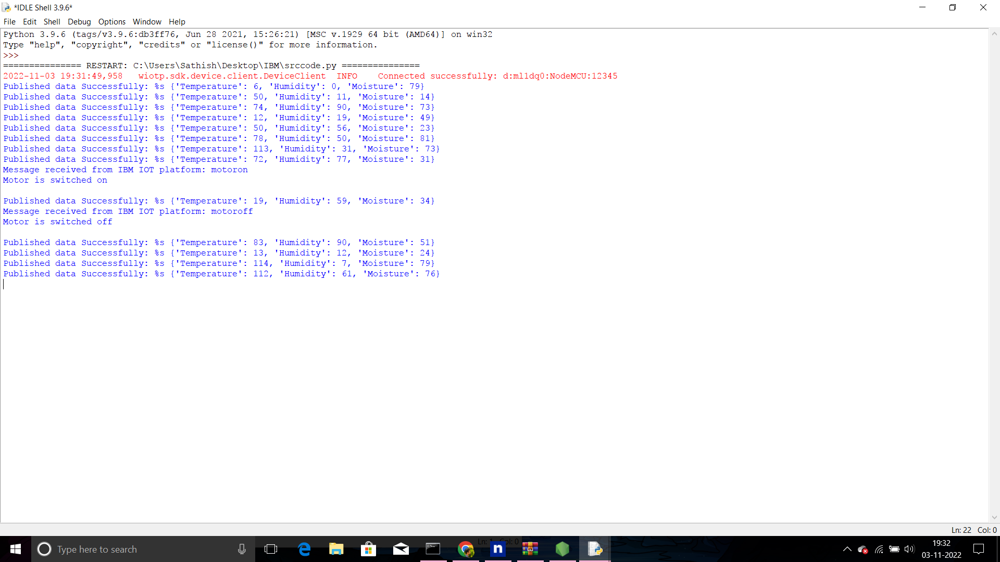 *IDLE Shell 3.9.6*
File Edit Shell Debug Options Window Help
Python 3.9.6 (tags/v3.9.6:db3ff76, Jun 28 2021, 15:26:21) [MSC v.1929 64 bit (AMD64)] on win32
Type "help", "copyright", "credits" or "license()" for more information.
>>>
=============== RESTART: C:\Users\Sathish\Desktop\IBM\srccode.py ===============
2022-11-03 19:31:49,958   wiotp.sdk.device.client.DeviceClient  INFO    Connected successfully: d:ml1dq0:NodeMCU:12345
Published data Successfully: %s {'Temperature': 6, 'Humidity': 0, 'Moisture': 79}
Published data Successfully: %s {'Temperature': 50, 'Humidity': 11, 'Moisture': 14}
Published data Successfully: %s {'Temperature': 74, 'Humidity': 90, 'Moisture': 73}
Published data Successfully: %s {'Temperature': 12, 'Humidity': 19, 'Moisture': 49}
Published data Successfully: %s {'Temperature': 50, 'Humidity': 56, 'Moisture': 23}
Published data Successfully: %s {'Temperature': 78, 'Humidity': 50, 'Moisture': 81}
Published data Successfully: %s {'Temperature': 113, 'Humidity': 31, 'Moisture': 73}
Published data Successfully: %s {'Temperature': 72, 'Humidity': 77, 'Moisture': 31}
Message received from IBM IOT platform: motoron
Motor is switched on
Published data Successfully: %s {'Temperature': 19, 'Humidity': 59, 'Moisture': 34}
Message received from IBM IOT platform: motoroff
Motor is switched off
Published data Successfully: %s {'Temperature': 83, 'Humidity': 90, 'Moisture': 51}
Published data Successfully: %s {'Temperature': 13, 'Humidity': 12, 'Moisture': 24}
Published data Successfully: %s {'Temperature': 114, 'Humidity': 7, 'Moisture': 79}
Published data Successfully: %s {'Temperature': 112, 'Humidity': 61, 'Moisture': 76}
Ln: 22 Col: 0
Type here to search
n
19:32
03-11-2022